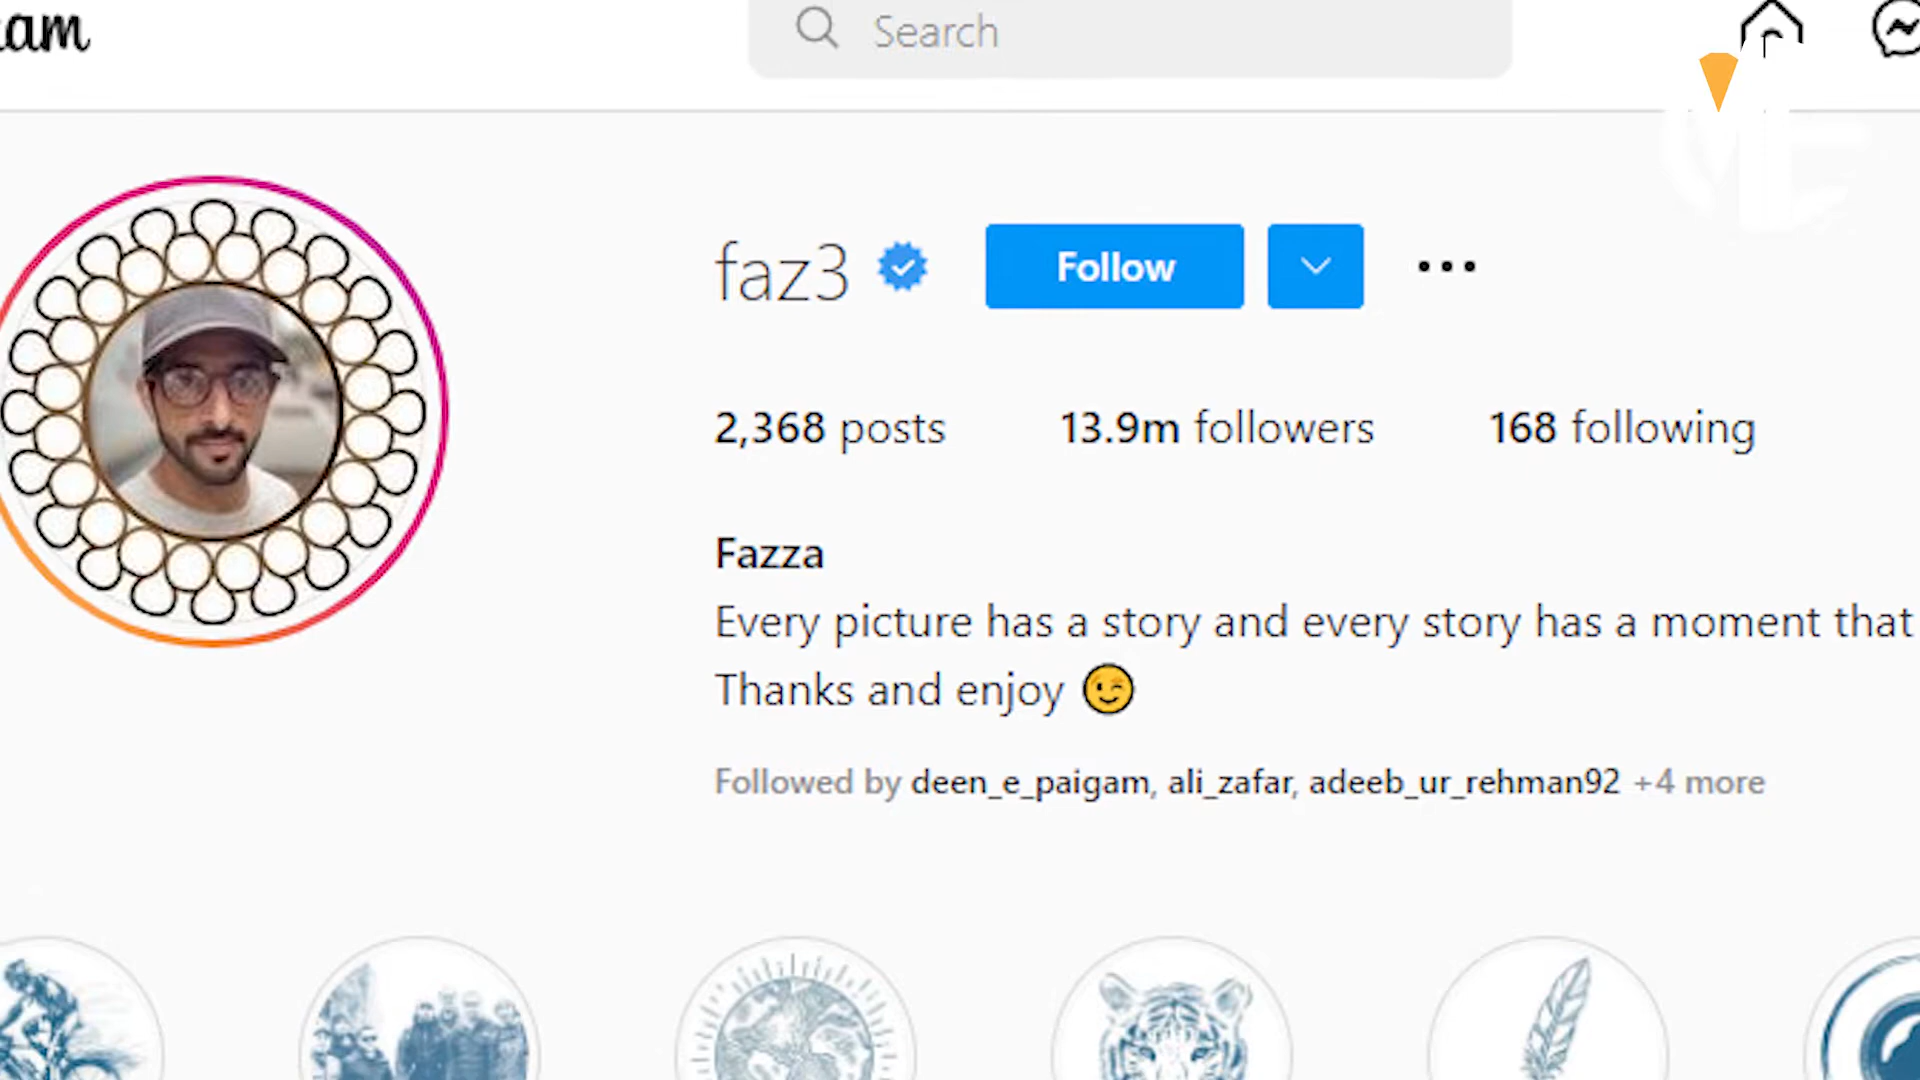 am
Search
faz3
Follow
2,368 posts 13.9m followers 168 following
Fazza
Every picture has a story and every story has a moment that
Thanks and enjoy 😉
Followed by deen_e_paigam, ali_zafar, adeeb_ur_rehman92 +4 more